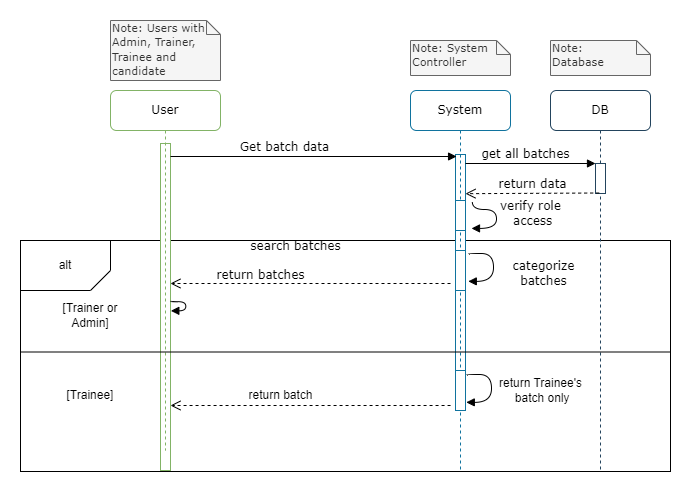 Note: Users with
Admin, Trainer,
Trainee and
candidate
Note: System
Controller
Note:
Database
User
System
DB
Get batch data
get all batches
return data
verify role
access
search batches
alt
categorize
batches
return batches
[Trainer or
Admin]
[Trainee]
return batch
return Trainee's
batch only